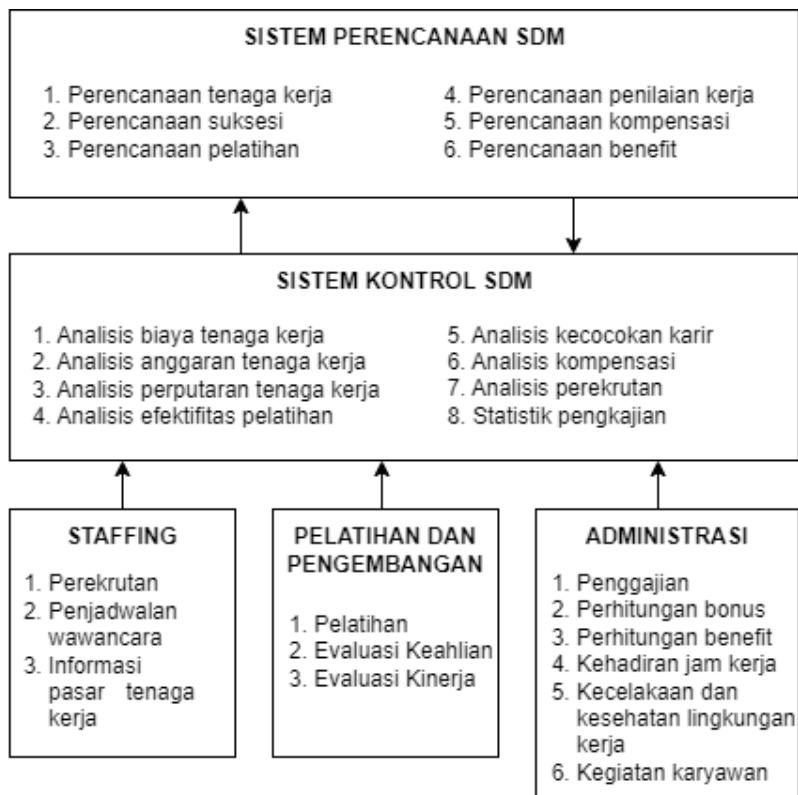 SISTEM PERENCANAAN SDM
1. Perencanaan tenaga kerja
2. Perencanaan suksesi
3. Perencanaan pelatihan
4. Perencanaan penilaian kerja
5. Perencanaan kompensasi
6. Perencanaan benefit
SISTEM KONTROL SDM
1. Analisis biaya tenaga kerja
2. Analisis anggaran tenaga kerja
3. Analisis perputaran tenaga kerja
4. Analisis efektifitas pelatihan
5. Analisis kecocokan karir
6. Analisis kompensasi
7. Analisis perekrutan
8. Statistik pengkajian
STAFFING
1. Perekrutan
2. Penjadwalan
wawancara
3. Informasi
pasar tenaga
kerja
PELATIHAN DAN
PENGEMBANGAN
1. Pelatihan
2. Evaluasi Keahlian
3. Evaluasi Kinerja
ADMINISTRASI
1. Penggajian
2. Perhitungan bonus
3. Perhitungan benefit
4. Kehadiran jam kerja
5. Kecelakaan dan
kesehatan lingkungan
kerja
6. Kegiatan karyawan